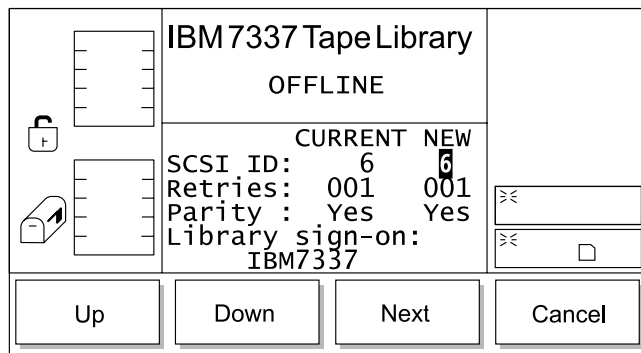 IBM 7337 Tape Library
OFFLINE
CURRENT NEW
SCSI ID: 6 6
Retries: 001 001
Parity : Yes Yes
Library sign-on:
IBM7337
Up
Down
Next
Cancel